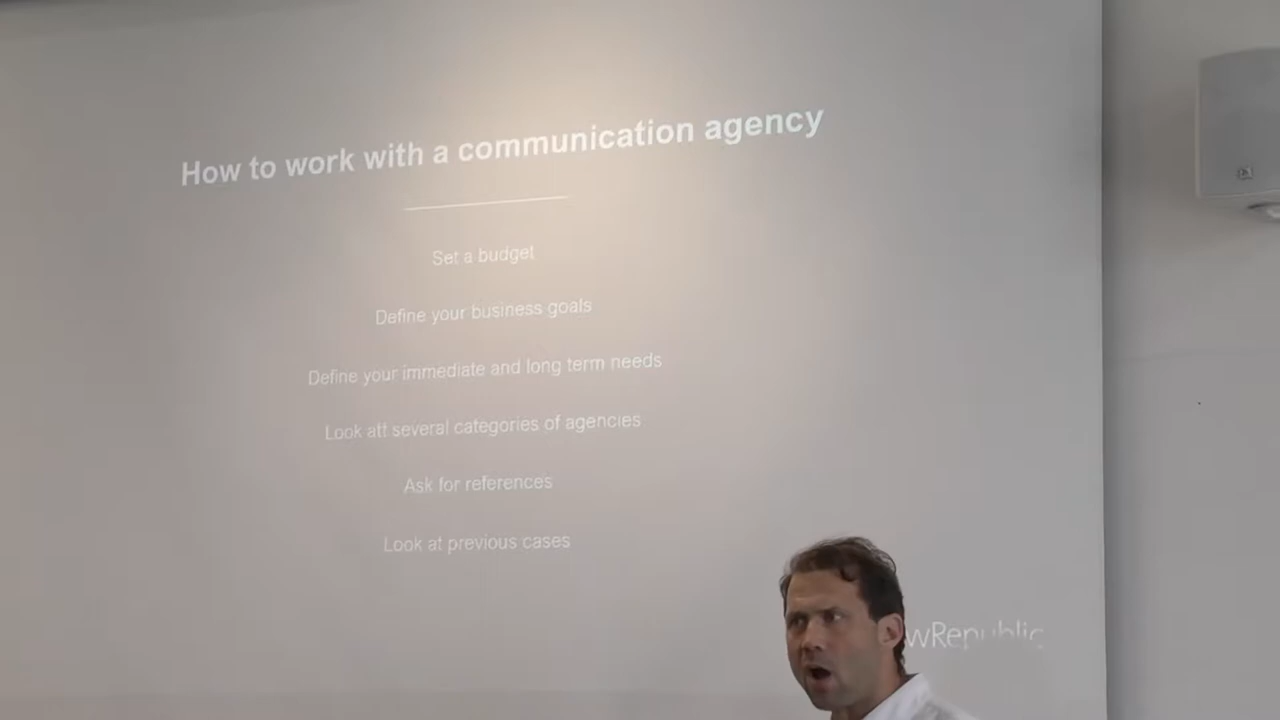 How to work with a communication agency
Set a budget
Define your business goals
Define your immediate and long term needs
Look att several categories of agencies
Ask for references
Look at previous cases
wRepublic